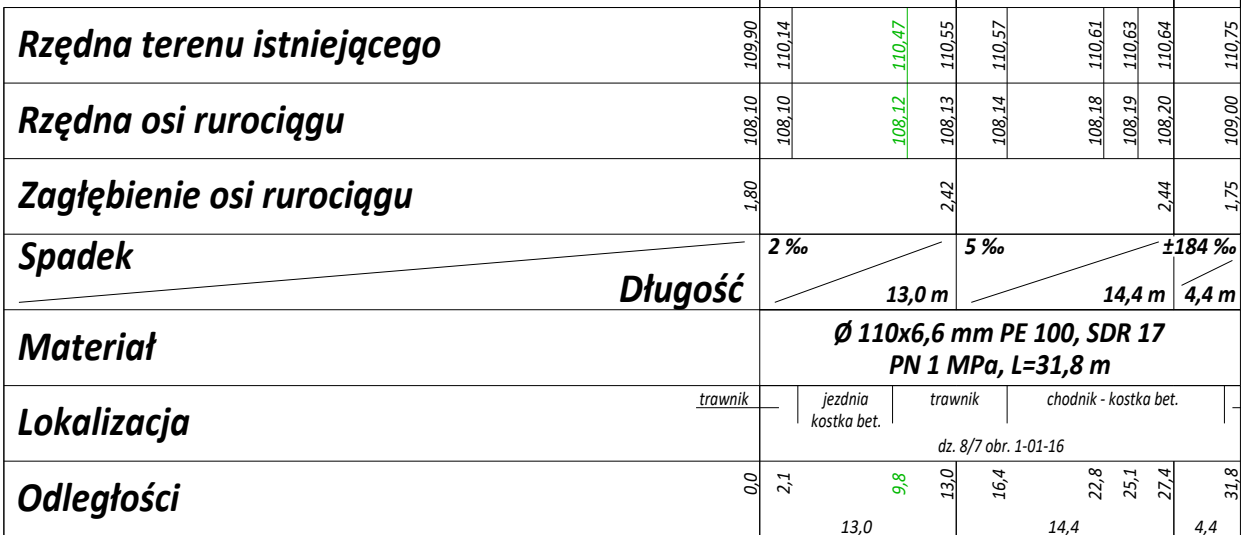 Rzędna terenu istniejącego
109,90 110,14 110,47 110,55 110,57 110,61 110,63 110,64 110,75
Rzędna osi rurociągu
108,10 108,10 108,12 108,13 108,14 108,18 108,19 108,20 109,00
Zagłębienie osi rurociągu
1,80 2,42 2,44 1,75
Spadek
2 ‰ 5 ‰ ±184 ‰
Długość
13,0 m 14,4 m 4,4 m
Materiał
Ø 110x6,6 mm PE 100, SDR 17
PN 1 MPa, L=31,8 m
Lokalizacja
trawnik jezdnia trawnik chodnik - kostka bet.
kostka bet.
dz. 8/7 obr. 1-01-16
Odległości
0,0 2,1 9,8 13,0 16,4 22,8 25,1 27,4 31,8
13,0 14,4 4,4